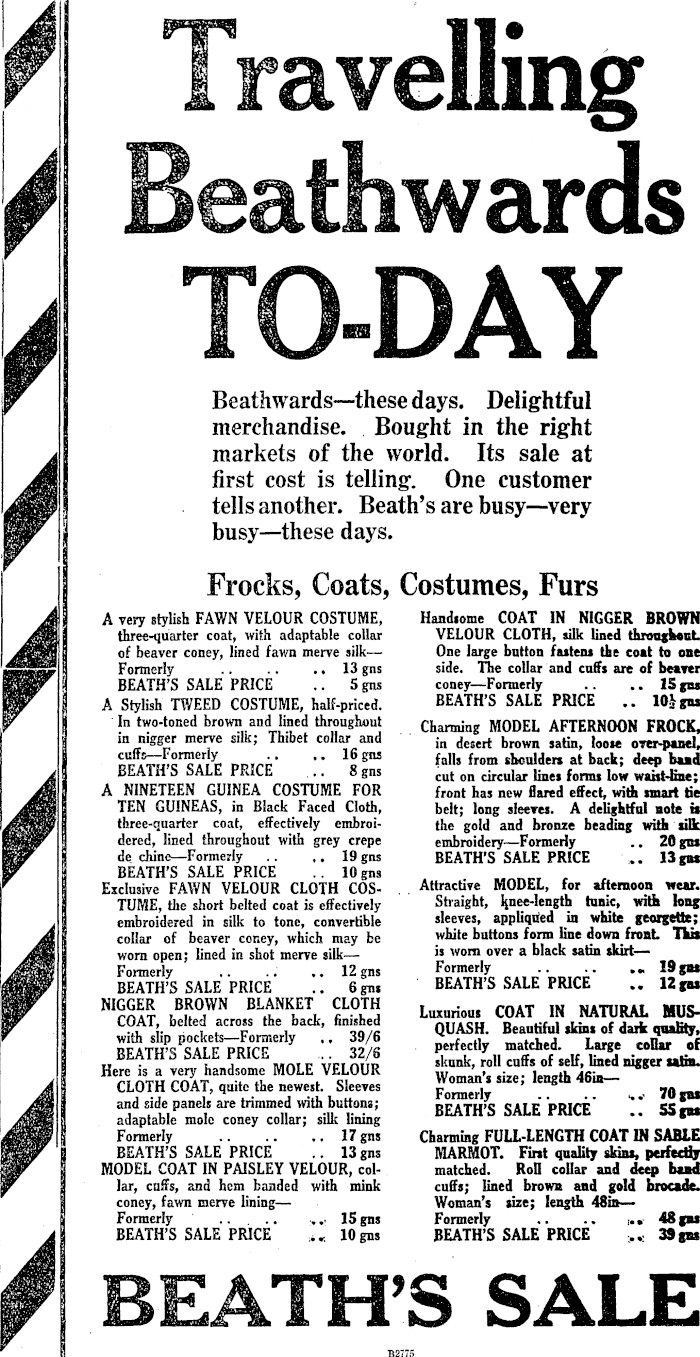 Travelling
Beathwards
TO-DAY
Beathwards—these days. Delightful
merchandise. Bought in the right
markets of the world. Its sale at
first cost is telling. One customer
tells another. Beath's are busy—very
busy—these days.
Frocks, Coats, Costumes, Furs
A very stylish FAWN VELOUR COSTUME,
three-quarter coat, with adaptable collar
of beaver coney, lined fawn merve silk—
Formerly .. .. .. 13 gns
BEATH'S SALE PRICE .. 5 gns
A Stylish TWEED COSTUME, half-priced.
In two-toned brown and lined throughout
in nigger merve silk; Thibet collar and
cuffs—Formerly .. .. 16 gns
BEATH'S SALE PRICE .. 8 gns
A NINETEEN GUINEA COSTUME FOR
TEN GUINEAS, in Black Faced Cloth,
three-quarter coat, effectively embroi-
dered, lined throughout with grey crepe
de chine—Formerly .. .. 19 gns
BEATH'S SALE PRICE .. 10 gns
Exclusive FAWN VELOUR CLOTH COS-
TUME, the short belted coat is effectively
embroidered in silk to tone, convertible
collar of beaver coney, which may be
worn open; lined in shot merve silk—
Formerly .. .. .. 12 gns
BEATH'S SALE PRICE .. 6 gns
NIGGER BROWN BLANKET CLOTH
COAT, belted across the back, finished
with slip pockets—Formerly .. 39/6
BEATH'S SALE PRICE .. 32/6
Here is a very handsome MOLE VELOUR
CLOTH COAT, quite the newest. Sleeves
and side panels are trimmed with buttons;
adaptable mole coney collar; silk lining
Formerly .. .. .. 17 gns
BEATH'S SALE PRICE .. 13 gns
MODEL COAT IN PAISLEY VELOUR, col-
lar, cuffs, and hem banded with mink
coney, fawn merve lining—
Formerly .. .. .. 15 gns
BEATH'S SALE PRICE .. 10 gns
Handsome COAT IN NIGGER BROWN
VELOUR CLOTH, silk lined throughout.
One large button fastens the coat to one
side. The collar and cuffs are of beaver
coney—Formerly .. .. 15 gns
BEATH'S SALE PRICE .. 10½ gns
Charming MODEL AFTERNOON FROCK,
in desert brown satin, loose over-panel,
falls from shoulders at back; deep band
cut on circular lines forms low waist-line;
front has new flared effect, with smart tie
belt; long sleeves. A delightful note is
the gold and bronze beading with silk
embroidery—Formerly .. 20 gns
BEATH'S SALE PRICE .. 13 gns
Attractive MODEL, for afternoon wear.
Straight, knee-length tunic, with long
sleeves, appliqued in white georgette;
white buttons form line down front. This
is worn over a black satin skirt—
Formerly .. .. .. 19 gns
BEATH'S SALE PRICE .. 12 gns
Luxurious COAT IN NATURAL MUS-
QUASH. Beautiful skins of dark quality,
perfectly matched. Large collar of
skunk, roll cuffs of self, lined nigger satin.
Woman's size; length 46in—
Formerly .. .. .. 70 gns
BEATH'S SALE PRICE .. 55 gns
Charming FULL-LENGTH COAT IN SABLE
MARMOT. First quality skins, perfectly
matched. Roll collar and deep band
cuffs; lined brown and gold brocade.
Woman's size; length 48in—
Formerly .. .. .. 48 gns
BEATH'S SALE PRICE .. 39 gns
BEATH'S SALE
B2775